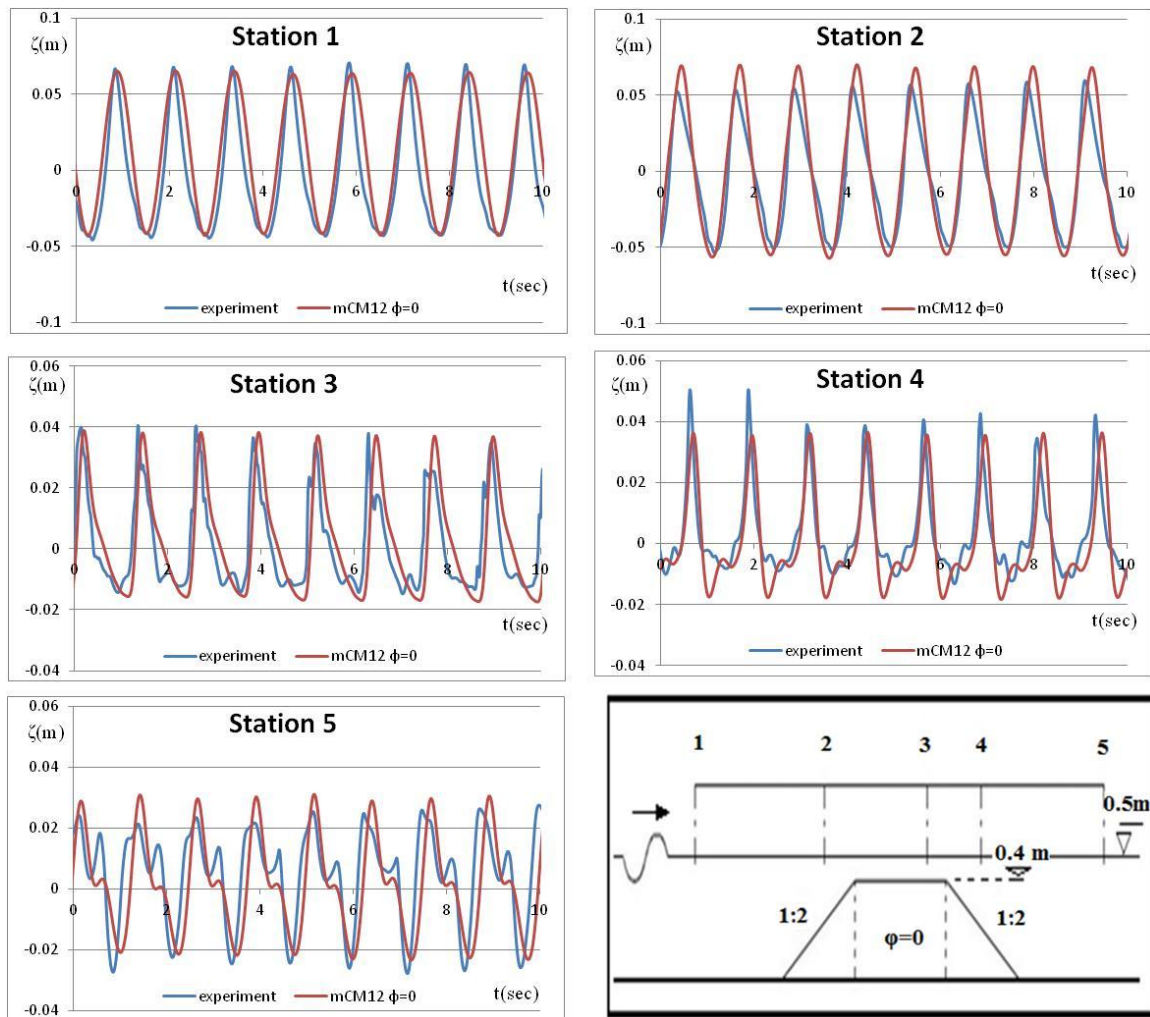 Station 1
ζ(m)
0.1
0.05
0
-0.05
-0.1
0 2 4 6 8 10
t(sec)
experiment mCM12 ϕ=0
Station 2
ζ(m)
0.1
0.05
0
-0.05
-0.1
0 2 4 6 8 10
t(sec)
experiment mCM12 ϕ=0
Station 3
ζ(m)
0.06
0.04
0.02
0
-0.02
-0.04
0 2 4 6 8 10
t(sec)
experiment mCM12 ϕ=0
Station 4
ζ(m)
0.06
0.04
0.02
0
-0.02
-0.04
0 2 4 6 8 10
t(sec)
experiment mCM12 ϕ=0
Station 5
ζ(m)
0.06
0.04
0.02
0
-0.02
-0.04
0 2 4 6 8 10
t(sec)
experiment mCM12 ϕ=0
1 2 3 4 5
0.5m
0.4 m
1:2 φ=0 1:2